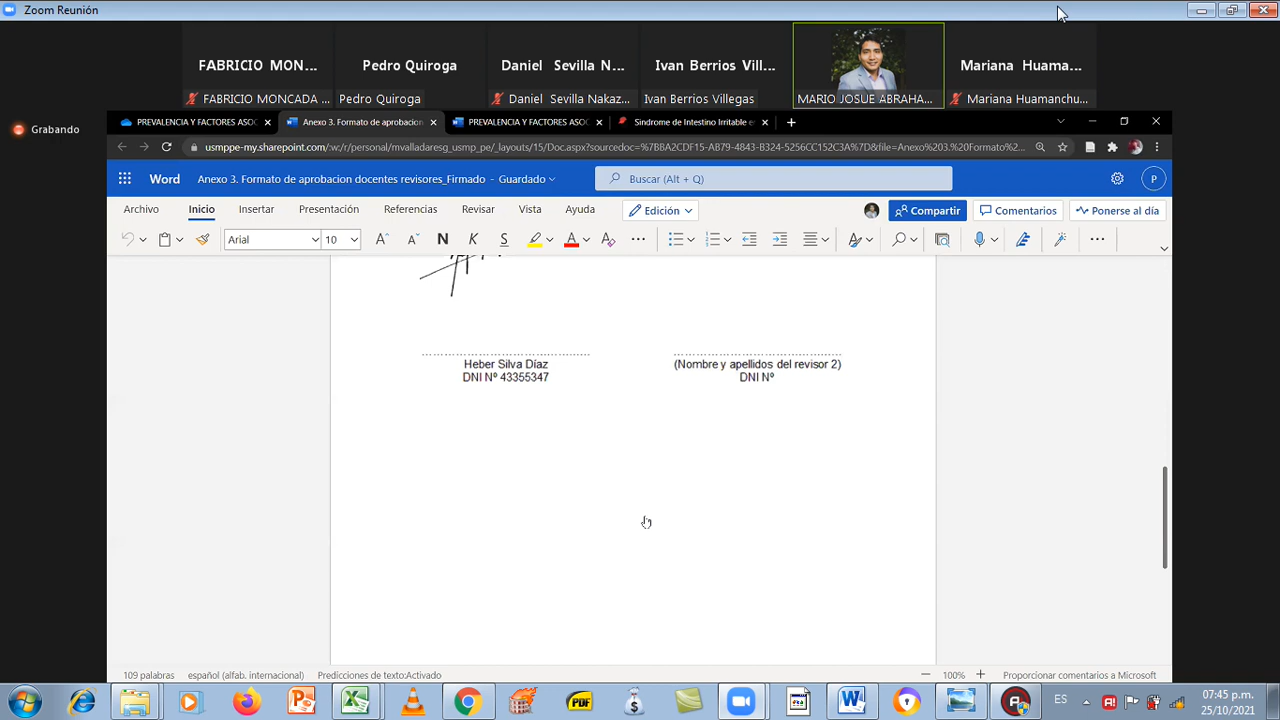 Zoom Reunión
FABRICIO MONC...
Pedro Quiroga
Daniel Sevilla N...
Ivan Berrios Vill...
Mariana Huama...
FABRICIO MONCADA ...
Pedro Quiroga
Daniel Sevilla Nakaz...
Ivan Berrios Villegas
MARIO JOSUE ABRAHA...
Mariana Huamanchu...
Grabando
PREVALENCIA Y FACTORES ASOC
Anexo 3. Formato de aprobacion
PREVALENCIA Y FACTORES ASOC
Sindrome de Intestino Irritable e
usmppe-my.sharepoint.com/:w:/r/personal/mvalladaresg_usmp_pe/_layouts/15/Doc.aspx?sourcedoc=%7BBA2CDF15-AB79-4843-B324-5256CC152C3A%7D&file=Anexo%203.%20Formato%...
Word
Anexo 3. Formato de aprobacion docentes revisores_Firmado - Guardado
Buscar (Alt + Q)
P
Archivo
Inicio
Insertar
Presentación
Referencias
Revisar
Vista
Ayuda
Edición
Compartir
Comentarios
Ponerse al día
Arial
10
N K S
Heber Silva Díaz
DNI Nº 43355347
(Nombre y apellidos del revisor 2)
DNI Nº
109 palabras
español (alfab. internacional)
Predicciones de texto:Activado
100%
Proporcionar comentarios a Microsoft
ES
07:45 p.m.
25/10/2021